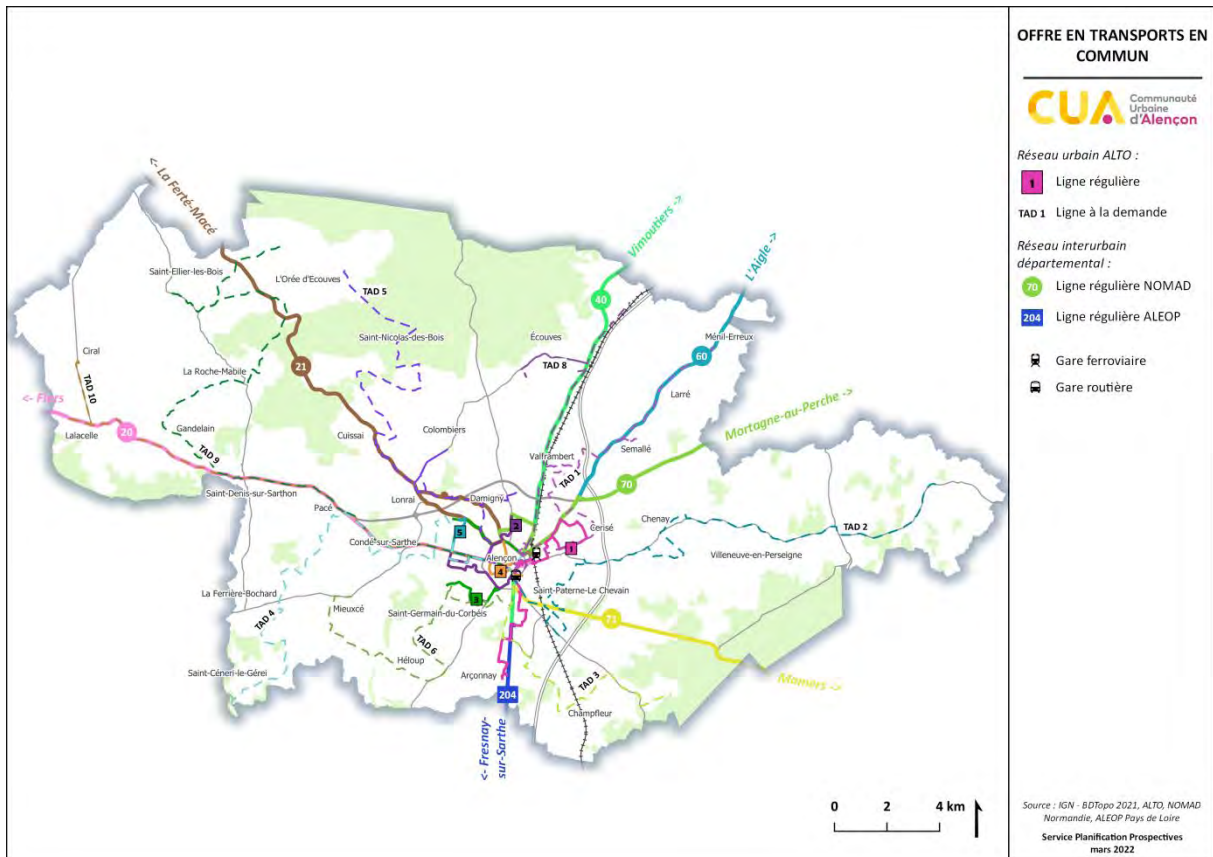 OFFRE EN TRANSPORTS EN
COMMUN
CUA
Communauté
Urbaine
d'Alençon
Réseau urbain ALTO :
1
Ligne régulière
TAD 1
Ligne à la demande
Réseau interurbain
départemental :
70
Ligne régulière NOMAD
204
Ligne régulière ALEOP
Gare ferroviaire
Gare routière
<- La Ferté-Macé
Vimoutiers ->
L'Aigle ->
Saint-Ellier-les-Bois
L'Orée d'Ecouves
TAD 5
40
Ménil-Erreux
Saint-Nicolas-des-Bois
Écouves
60
Ciral
La Roche-Mabile
21
TAD 8
TAD 10
Larré
<- Flers
Mortagne-au-Perche ->
Lalacelle
20
Gandelain
Cuissai
Colombiers
Semallé
TAD 9
Valframbert
TAD 1
70
Saint-Denis-sur-Sarthon
Lonrai
Damigny
Pacé
Cerisé
Chenay
TAD 2
2
5
Condé-sur-Sarthe
1
Alençon
Villeneuve-en-Perseigne
4
La Ferrière-Bochard
3
Saint-Paterne-Le Chevain
Mieuxcé
Saint-Germain-du-Corbéis
71
TAD 4
TAD 6
Héloup
Saint-Céneri-le-Gérei
Arçonnay
Mamers ->
TAD 3
204
Champfleur
<- Fresnay-
sur-Sarthe
0 2 4 km
Source : IGN - BDTopo 2021, ALTO, NOMAD
Normandie, ALEOP Pays de Loire
Service Planification Prospectives
mars 2022